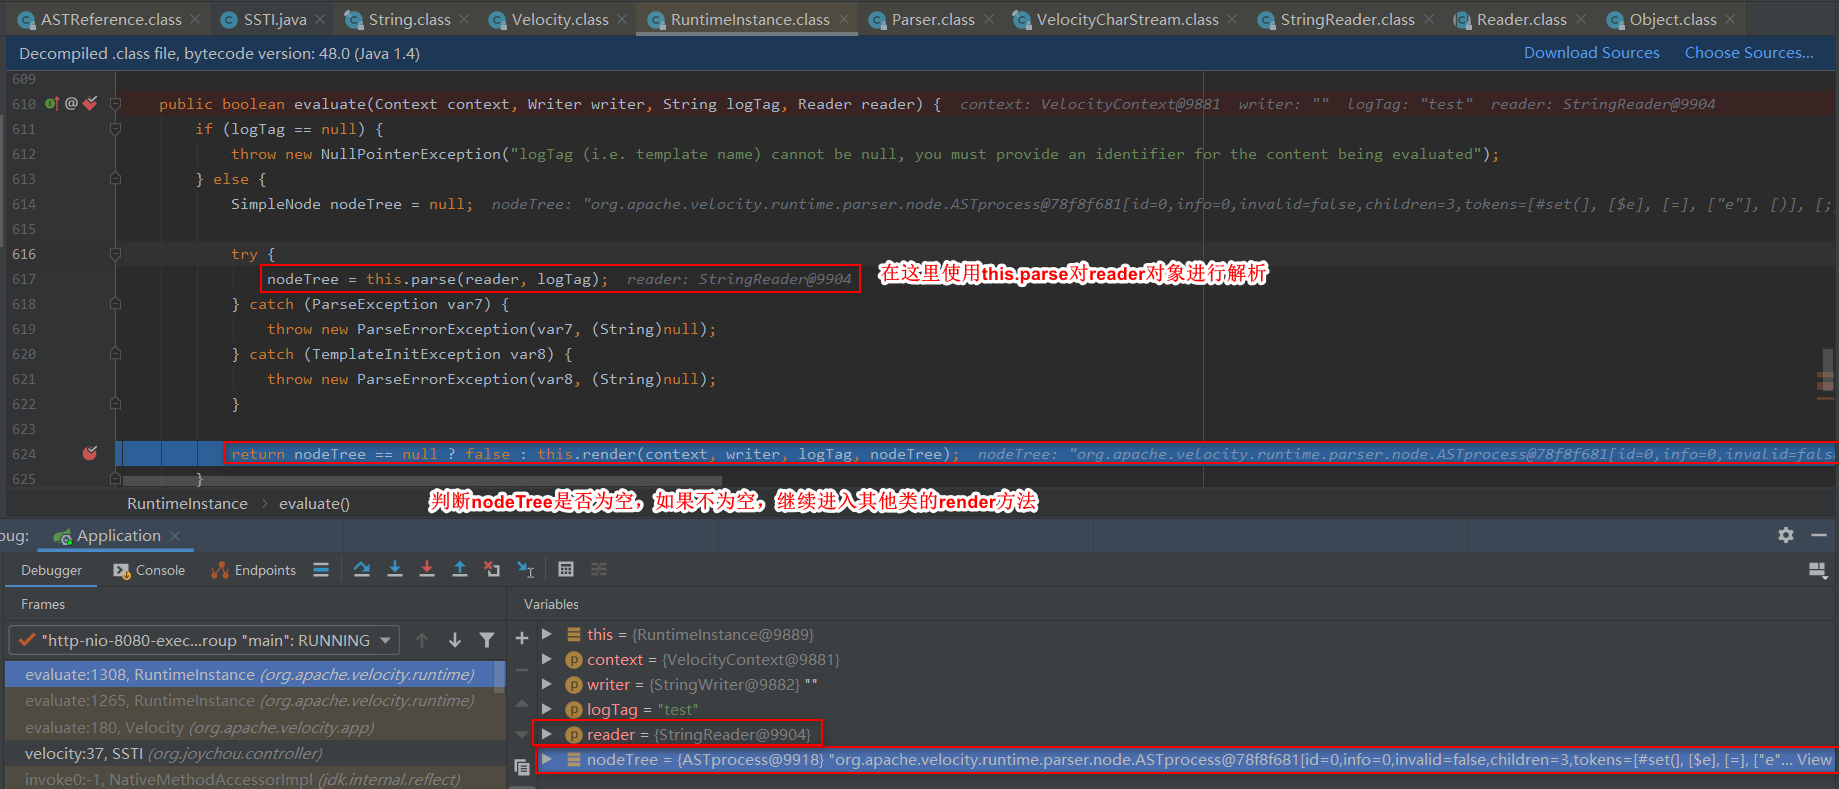 ASTReference.class SSTI.java String.class Velocity.class RuntimeInstance.class Parser.class VelocityCharStream.class StringReader.class Reader.class Object.class
Decompiled .class file, bytecode version: 48.0 (Java 1.4) Download Sources Choose Sources...
609
610 @ public boolean evaluate(Context context, Writer writer, String logTag, Reader reader) { context: VelocityContext@9881 writer: "" logTag: "test" reader: StringReader@9904
611 if (logTag == null) {
612 throw new NullPointerException("logTag (i.e. template name) cannot be null, you must provide an identifier for the content being evaluated");
613 } else {
614 SimpleNode nodeTree = null; nodeTree: "org.apache.velocity.runtime.parser.node.ASTprocess@78f8f681[id=0,info=0,invalid=false,children=3,tokens=[#set(], [$e], [=], ["e"], [)], [;
615
616 try {
617 nodeTree = this.parse(reader, logTag); reader: StringReader@9904 在这里使用this.parse对reader对象进行解析
618 } catch (ParseException var7) {
619 throw new ParseErrorException(var7, (String)null);
620 } catch (TemplateInitException var8) {
621 throw new ParseErrorException(var8, (String)null);
622 }
623
624 return nodeTree == null ? false : this.render(context, writer, logTag, nodeTree); nodeTree: "org.apache.velocity.runtime.parser.node.ASTprocess@78f8f681[id=0,info=0,invalid=fals
625 }
RuntimeInstance > evaluate() 判断nodeTree是否为空，如果不为空，继续进入其他类的render方法
bug: Application
Debugger Console Endpoints
Frames Variables
"http-nio-8080-exec...roup "main": RUNNING
evaluate:1308, RuntimeInstance (org.apache.velocity.runtime)
evaluate:1265, RuntimeInstance (org.apache.velocity.runtime)
evaluate:180, Velocity (org.apache.velocity.app)
velocity:37, SSTI (org.joychou.controller)
invoke0:-1, NativeMethodAccessorImpl (jdk.internal.reflect)
this = {RuntimeInstance@9889}
context = {VelocityContext@9881}
writer = {StringWriter@9882} ""
logTag = "test"
reader = {StringReader@9904}
nodeTree = {ASTprocess@9918} "org.apache.velocity.runtime.parser.node.ASTprocess@78f8f681[id=0,info=0,invalid=false,children=3,tokens=[#set(], [$e], [=], ["e"... View